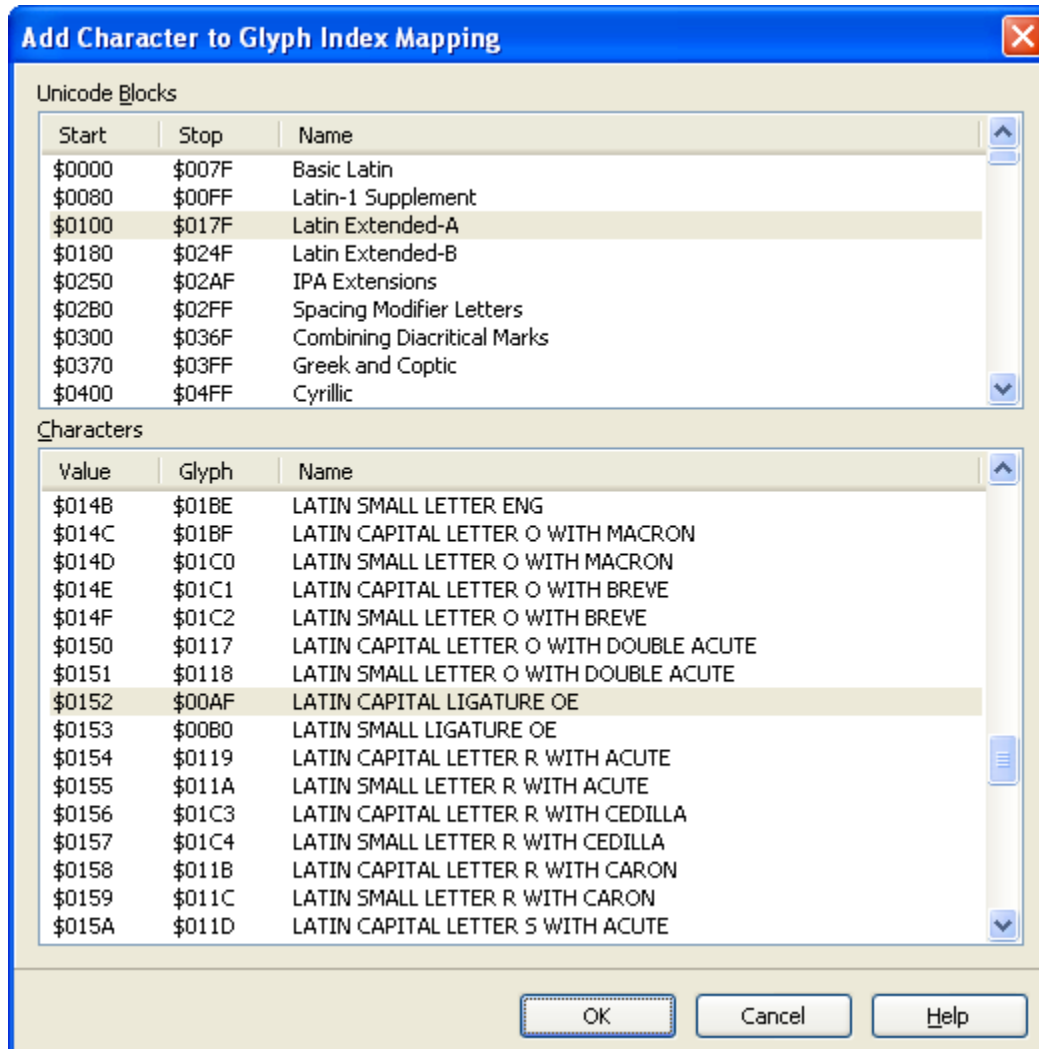 Add Character to Glyph Index Mapping
Unicode Blocks
Start Stop Name
$0000 $007F Basic Latin
$0080 $00FF Latin-1 Supplement
$0100 $017F Latin Extended-A
$0180 $024F Latin Extended-B
$0250 $02AF IPA Extensions
$02B0 $02FF Spacing Modifier Letters
$0300 $036F Combining Diacritical Marks
$0370 $03FF Greek and Coptic
$0400 $04FF Cyrillic
Characters
Value Glyph Name
$014B $01BE LATIN SMALL LETTER ENG
$014C $01BF LATIN CAPITAL LETTER O WITH MACRON
$014D $01C0 LATIN SMALL LETTER O WITH MACRON
$014E $01C1 LATIN CAPITAL LETTER O WITH BREVE
$014F $01C2 LATIN SMALL LETTER O WITH BREVE
$0150 $0117 LATIN CAPITAL LETTER O WITH DOUBLE ACUTE
$0151 $0118 LATIN SMALL LETTER O WITH DOUBLE ACUTE
$0152 $00AF LATIN CAPITAL LIGATURE OE
$0153 $00B0 LATIN SMALL LIGATURE OE
$0154 $0119 LATIN CAPITAL LETTER R WITH ACUTE
$0155 $011A LATIN SMALL LETTER R WITH ACUTE
$0156 $01C3 LATIN CAPITAL LETTER R WITH CEDILLA
$0157 $01C4 LATIN SMALL LETTER R WITH CEDILLA
$0158 $011B LATIN CAPITAL LETTER R WITH CARON
$0159 $011C LATIN SMALL LETTER R WITH CARON
$015A $011D LATIN CAPITAL LETTER S WITH ACUTE
OK Cancel Help